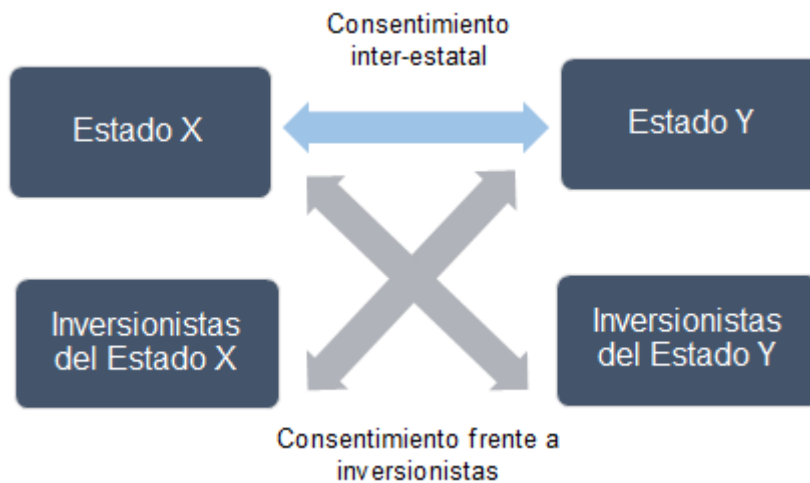 Consentimiento
inter-estatal
Estado X
Estado Y
Inversionistas
del Estado X
Inversionistas
del Estado Y
Consentimiento frente a
inversionistas